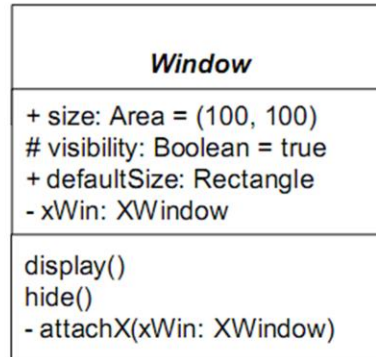 Window
+ size: Area = (100, 100)
# visibility: Boolean = true
+ defaultSize: Rectangle
- xWin: XWindow
display()
hide()
- attachX(xWin: XWindow)